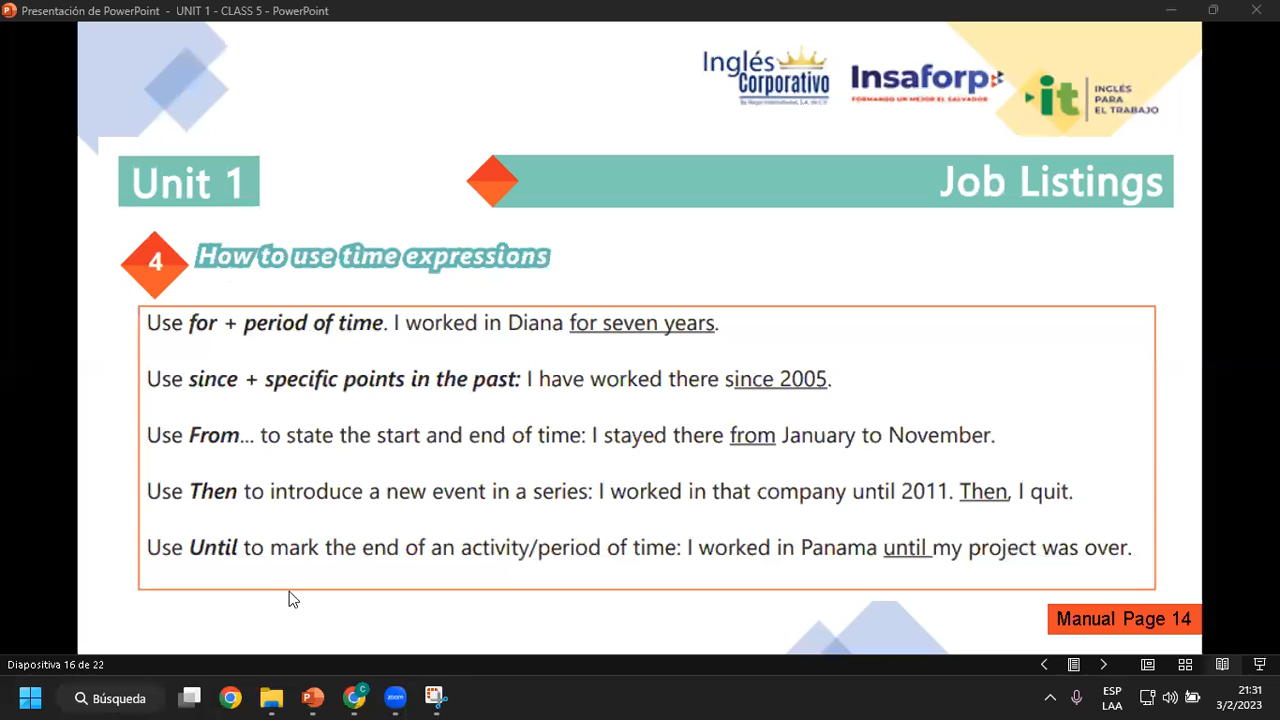 Presentación de PowerPoint - UNIT 1 - CLASS 5 - PowerPoint
Inglés
Corporativo
Insaforp
FORMANDO UN MEJOR EL SALVADOR
it
INGLÉS
PARA
EL TRABAJO
Unit 1
Job Listings
4
How to use time expressions
Use for + period of time. I worked in Diana for seven years.
Use since + specific points in the past: I have worked there since 2005.
Use From... to state the start and end of time: I stayed there from January to November.
Use Then to introduce a new event in a series: I worked in that company until 2011. Then, I quit.
Use Until to mark the end of an activity/period of time: I worked in Panama until my project was over.
Manual Page 14
Diapositiva 16 de 22
Búsqueda
zoom
ESP
LAA
21:31
3/2/2023